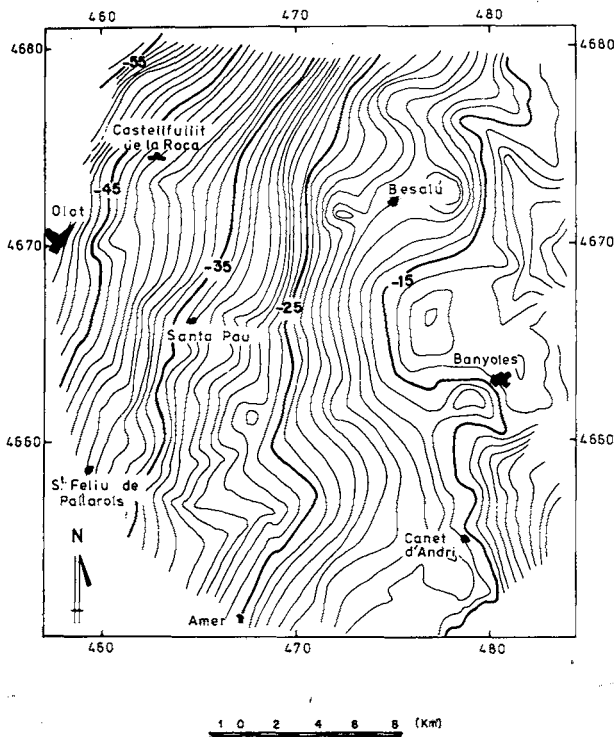 460
470
480
4680
4680
-55
Castellfullit
de la Roca
-45
Besalú
Olot
4670
4670
-35
-15
-25
Santa Pau
Banyoles
4660
4660
St. Feliu de
Pallarols
Canet
d'Andri
N
Amer
460
470
480
1 0 2 4 6 8 (Km)